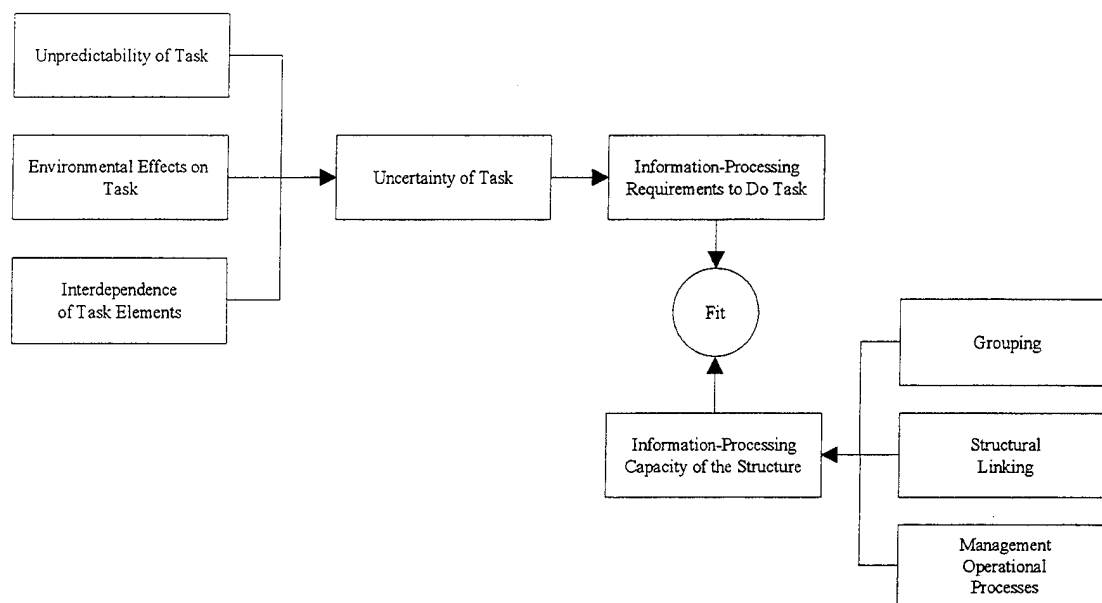 Unpredictability of Task
Environmental Effects on
Task
Interdependence
of Task Elements
Uncertainty of Task
Information-Processing
Requirements to Do Task
Fit
Information-Processing
Capacity of the Structure
Grouping
Structural
Linking
Management
Operational
Processes